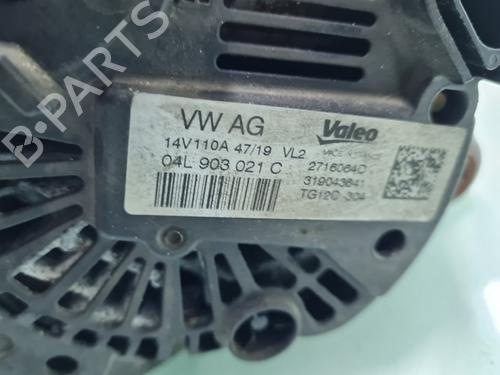 VW AG
Valeo
14V110A 47/19 VL2
04L 903 021 C
2716064D
319043641
TG12C 304
B-PARTS